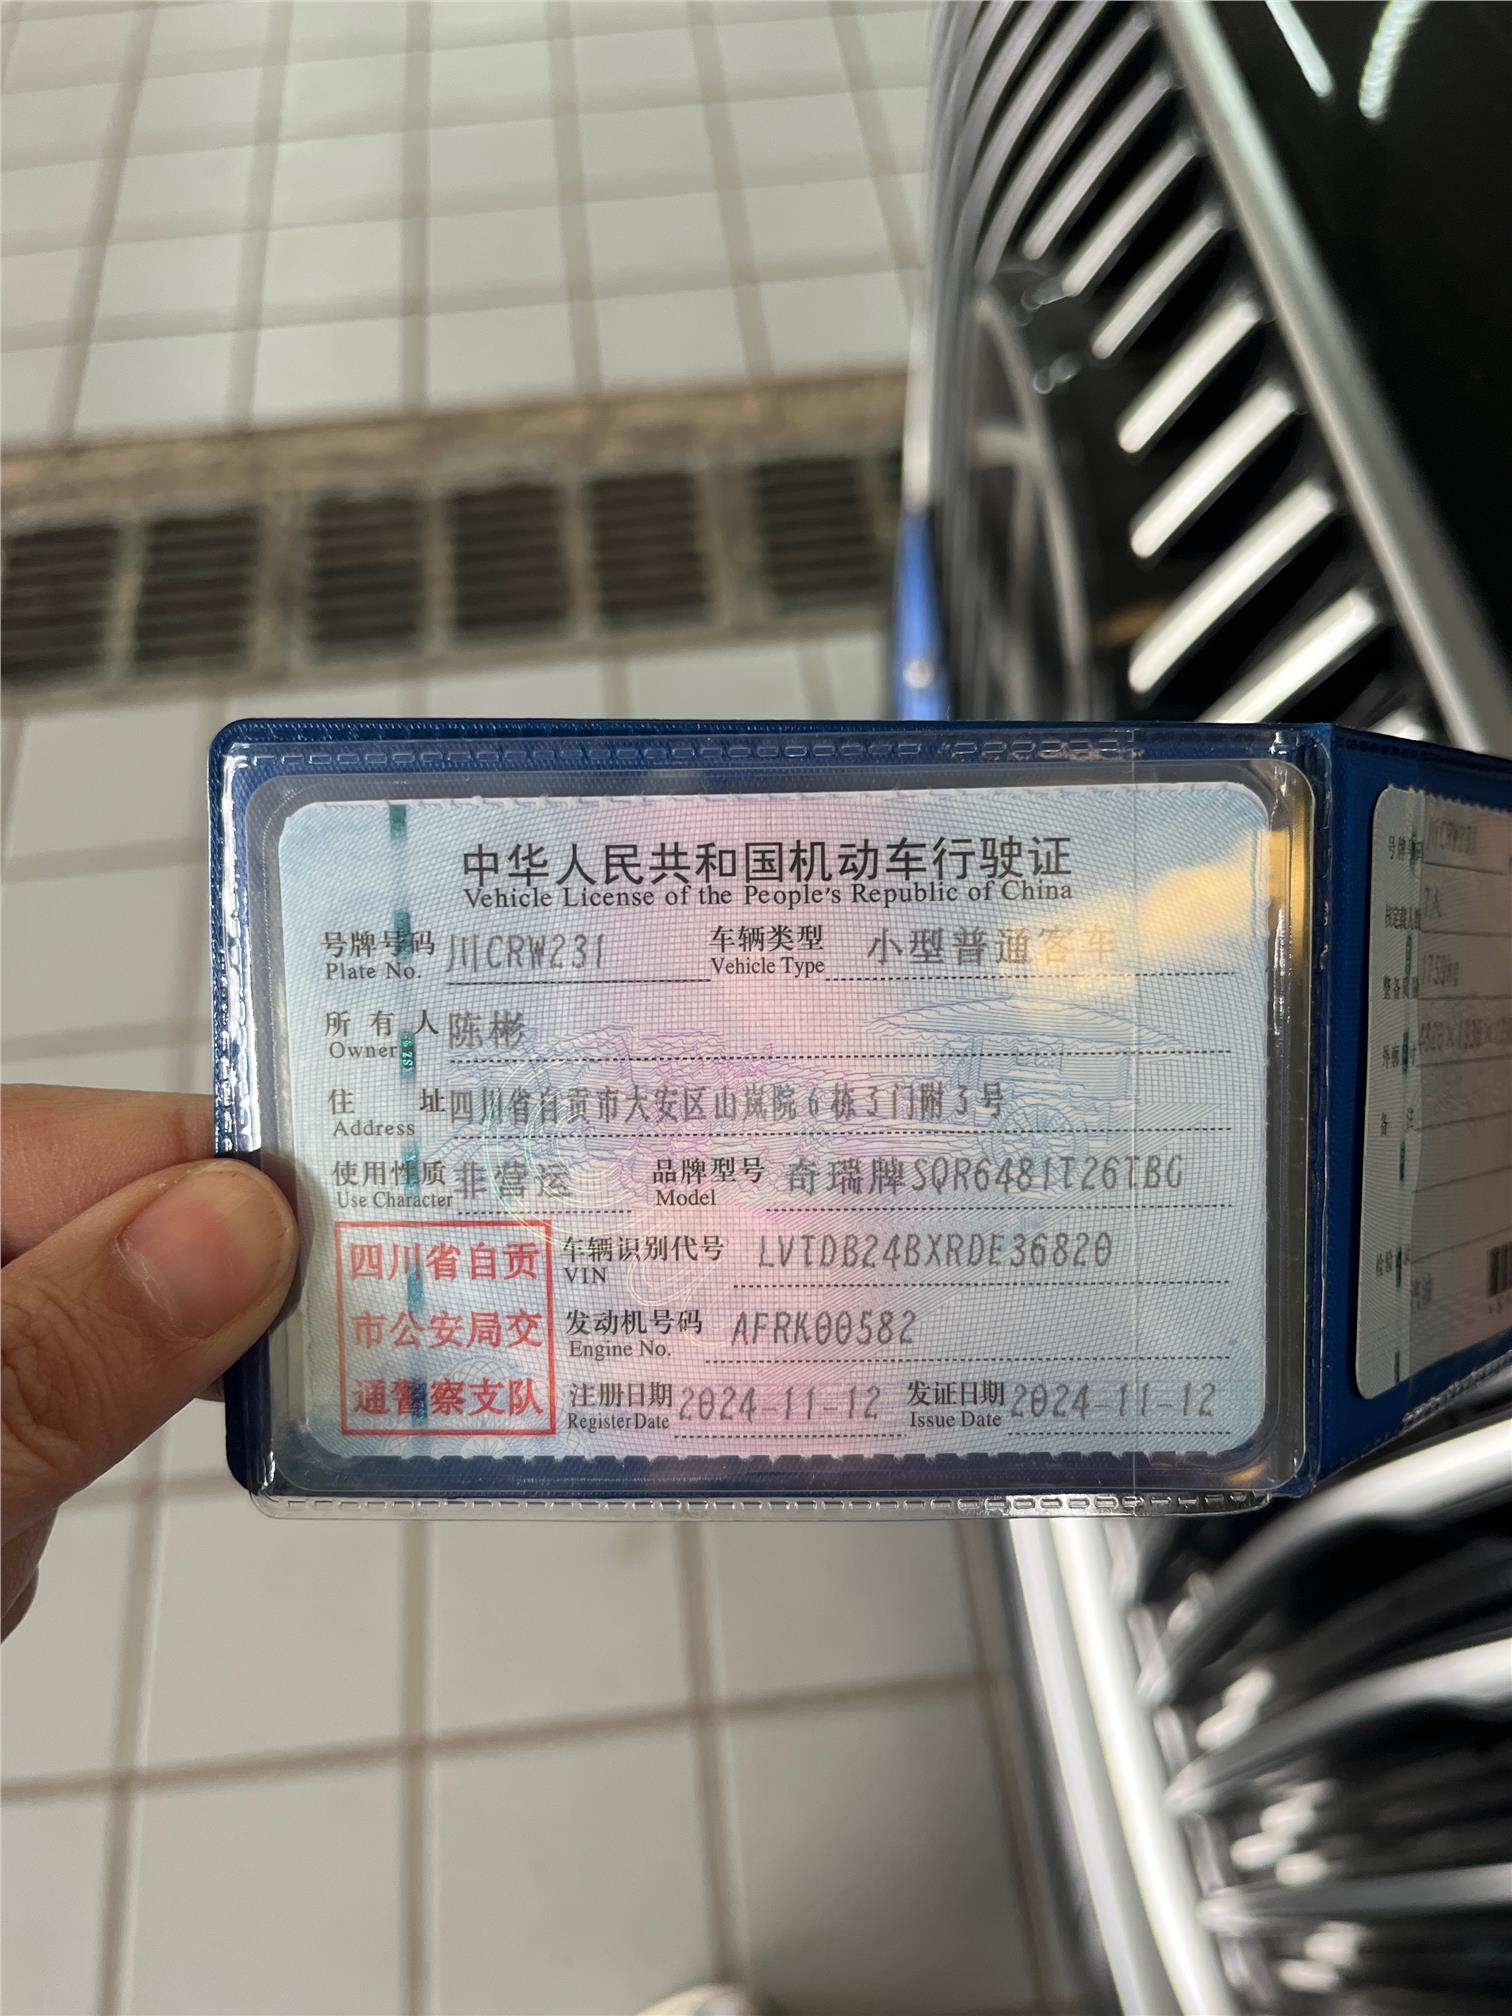 中华人民共和国机动车行驶证
Vehicle License of the People's Republic of China
号牌号码 川CRW231 车辆类型 小型普通客车
Plate No. Vehicle Type
所有人 陈彬
Owner
住址 四川省自贡市大安区山岚院6栋3门附3号
Address
使用性质 非营运 品牌型号 奇瑞牌SQR6481T26TBG
Use Character Model
车辆识别代号 LVTDB24BXRDE36820
VIN
发动机号码 AFRK00582
Engine No.
注册日期 2024-11-12 发证日期 2024-11-12
Register Date Issue Date
四川省自贡
市公安局交
通警察支队
7人